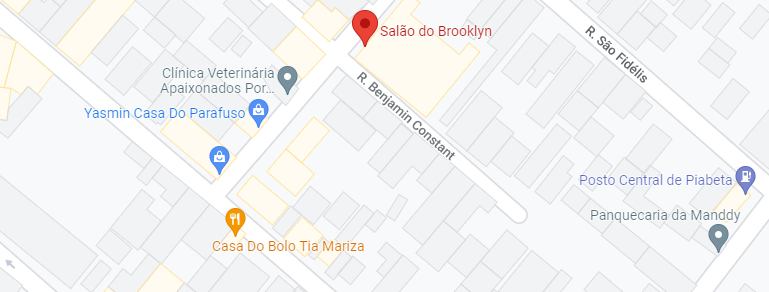 Salão do Brooklyn
R. São Fidélis
Clínica Veterinária
Apaixonados Por...
R. Benjamin Constant
Yasmin Casa Do Parafuso
Posto Central de Piabeta
Panquecaria da Manddy
Casa Do Bolo Tia Mariza